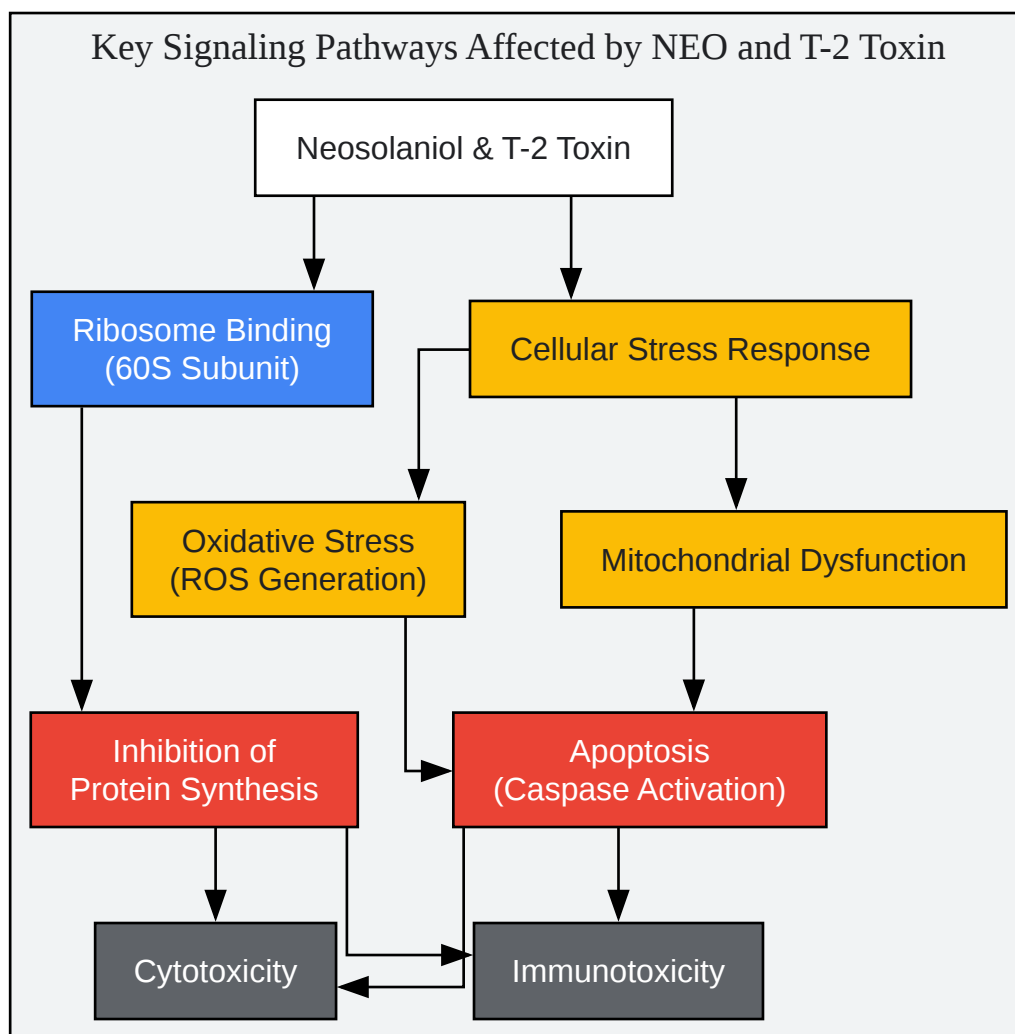 Key Signaling Pathways Affected by NEO and T-2 Toxin
Neosolaniol & T-2 Toxin
Ribosome Binding
(60S Subunit)
Cellular Stress Response
Oxidative Stress
(ROS Generation)
Mitochondrial Dysfunction
Inhibition of
Protein Synthesis
Apoptosis
(Caspase Activation)
Cytotoxicity
Immunotoxicity